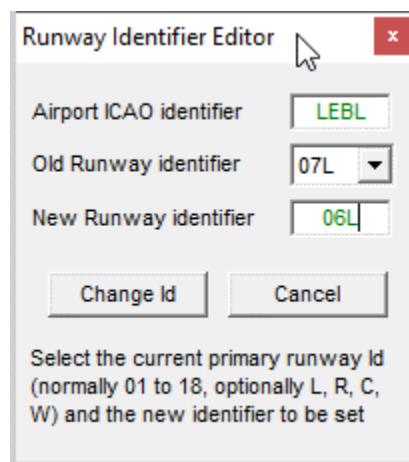 Runway Identifier Editor x
Airport ICAO identifier LEBL
Old Runway identifier 07L
New Runway identifier 06L
Change Id Cancel
Select the current primary runway Id
(normally 01 to 18, optionally L, R, C,
W) and the new identifier to be set